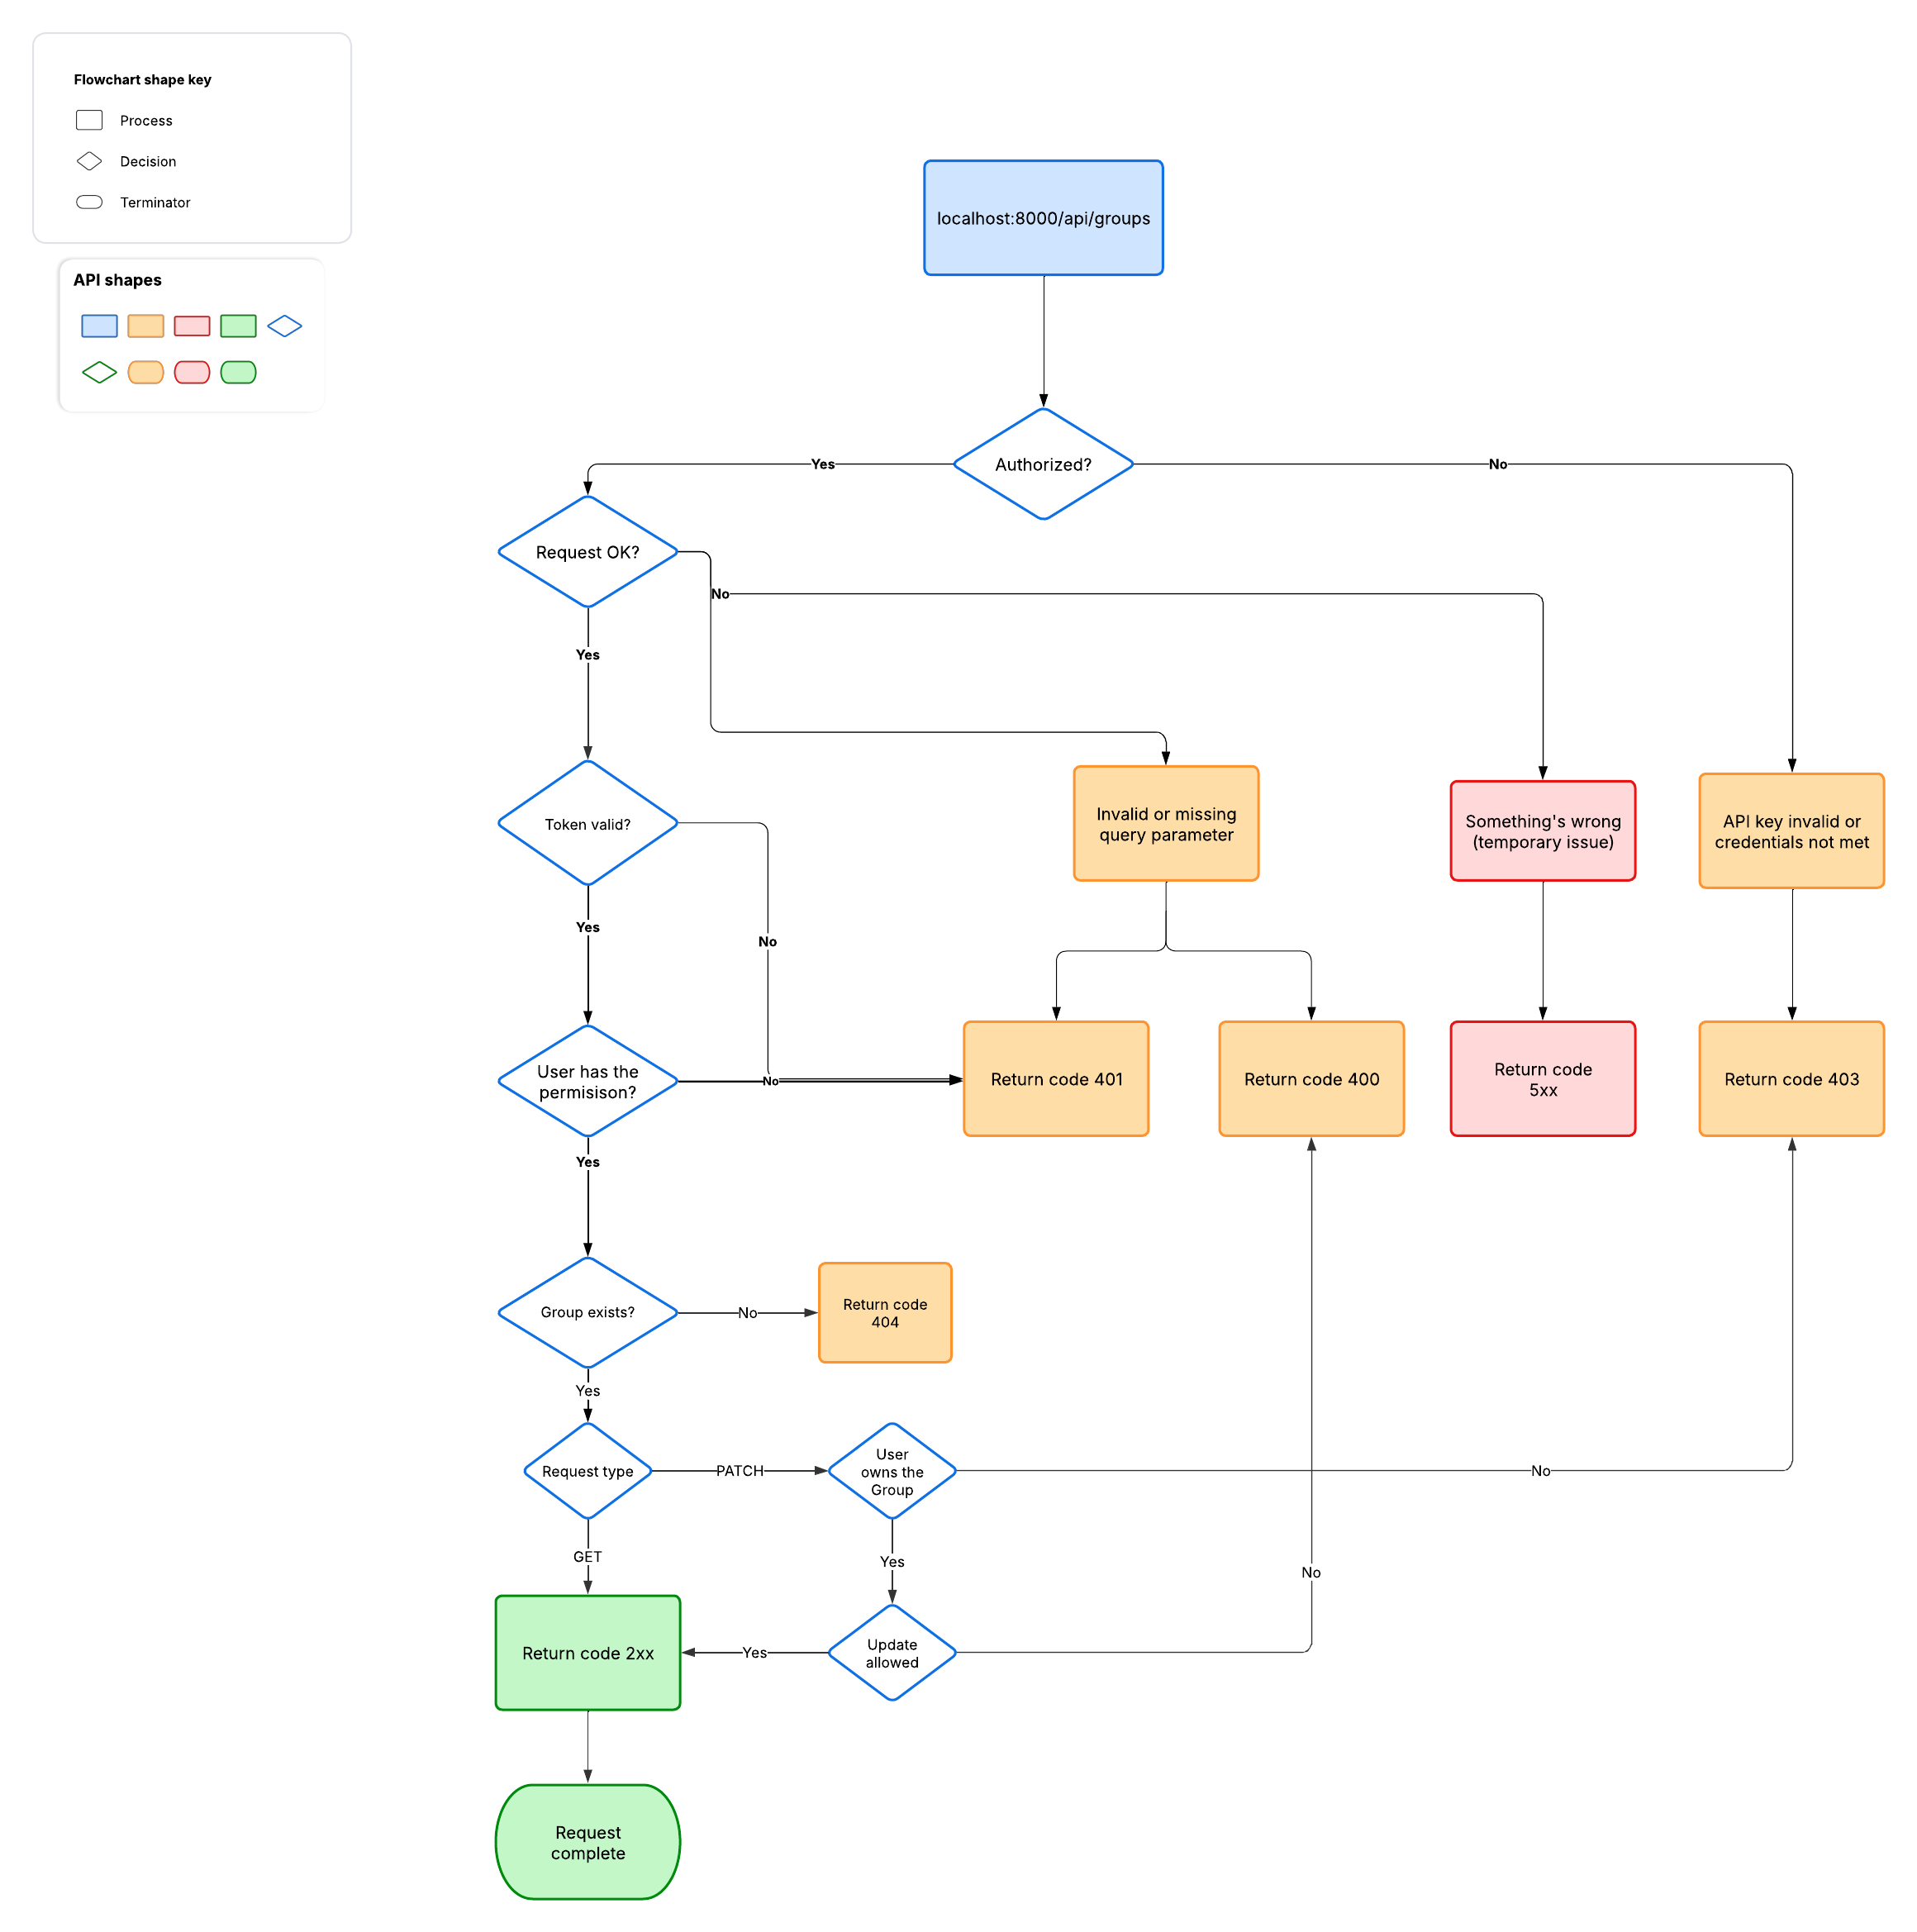 Flowchart shape key
Process
Decision
Terminator
API shapes
localhost:8000/api/groups
Authorized?
Yes
No
Request OK?
No
Yes
Token valid?
Invalid or missing
query parameter
Something's wrong
(temporary issue)
API key invalid or
credentials not met
Yes
No
User has the
permisison?
No
Return code 401
Return code 400
Return code
5xx
Return code 403
Yes
Group exists?
No
Return code
404
Yes
Request type
PATCH
User
owns the
Group
No
GET
Yes
No
Return code 2xx
Yes
Update
allowed
Request
complete